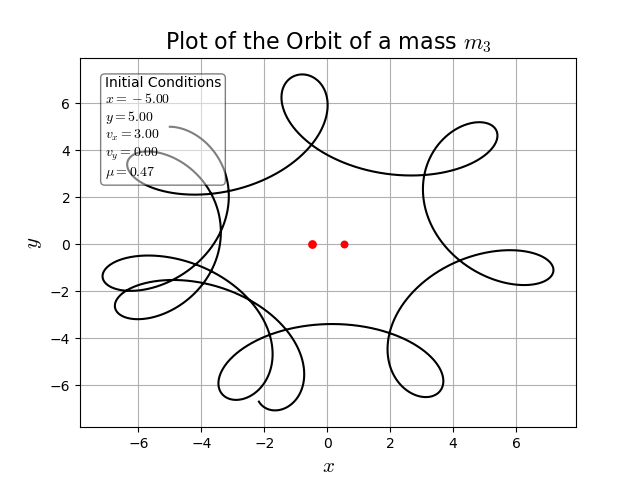 Plot of the Orbit of a mass m₃
Initial Conditions
x = −5.00
y = 5.00
vₓ = 3.00
v_y = 0.00
μ = 0.47
y
6
4
2
0
−2
−4
−6
−6 −4 −2 0 2 4 6
x